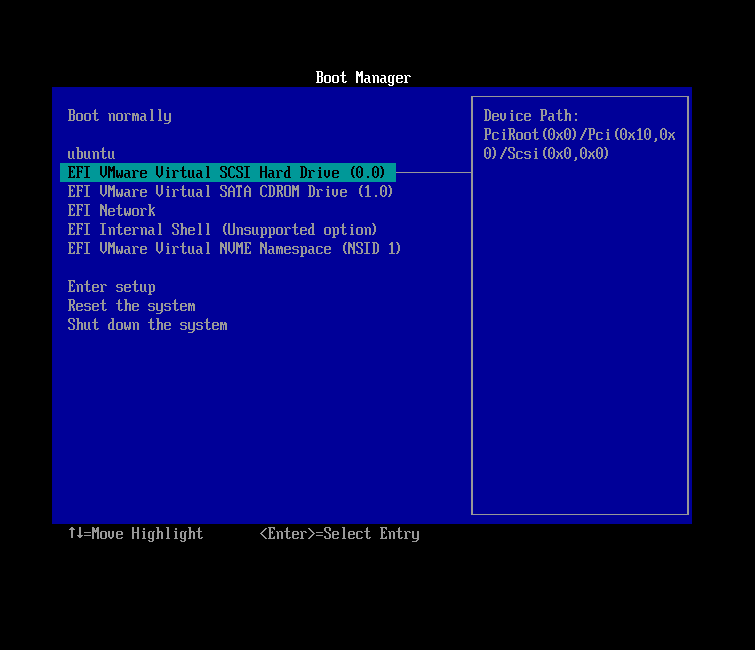 Boot Manager
Boot normally
ubuntu
EFI VMware Virtual SCSI Hard Drive (0.0)
EFI VMware Virtual SATA CDROM Drive (1.0)
EFI Network
EFI Internal Shell (Unsupported option)
EFI VMware Virtual NVME Namespace (NSID 1)
Enter setup
Reset the system
Shut down the system
Device Path:
PciRoot(0x0)/Pci(0x10,0x
0)/Scsi(0x0,0x0)
↑↓=Move Highlight <Enter>=Select Entry